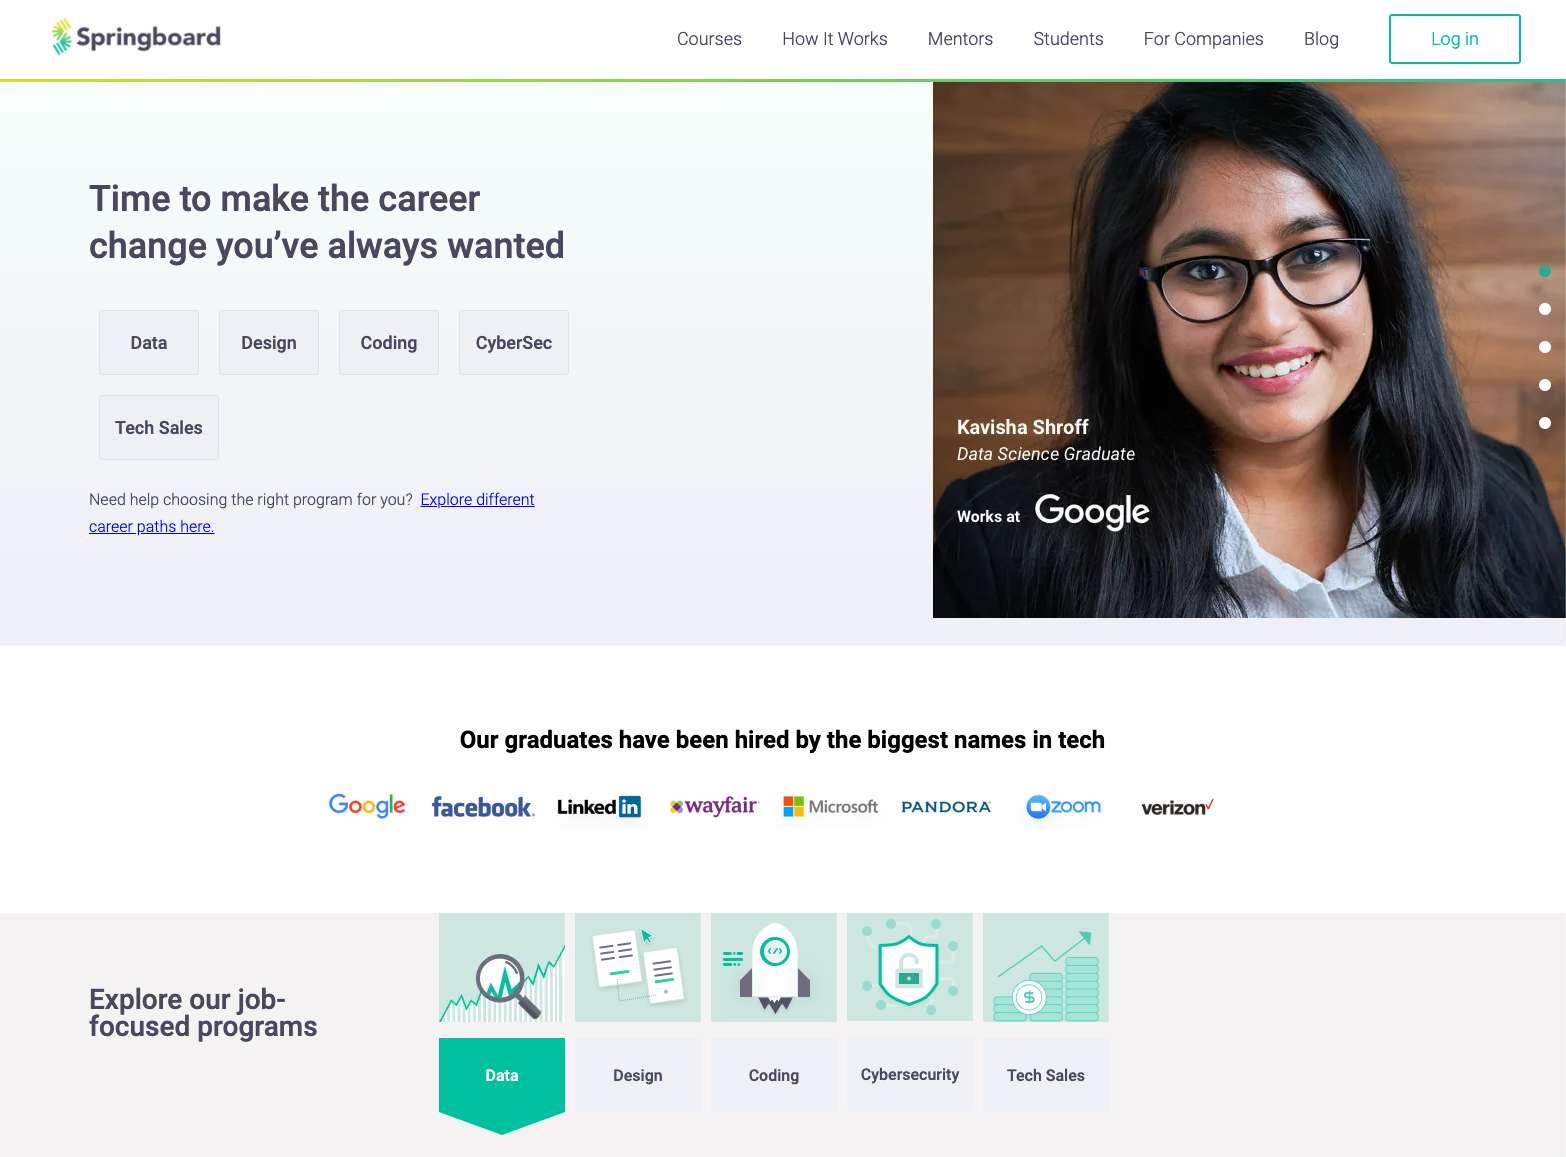 Springboard
Courses
How It Works
Mentors
Students
For Companies
Blog
Log in
Time to make the career
change you’ve always wanted
Data
Design
Coding
CyberSec
Tech Sales
Need help choosing the right program for you? Explore different
career paths here.
Kavisha Shroff
Data Science Graduate
Works at Google
Our graduates have been hired by the biggest names in tech
Google
facebook.
Linked in
wayfair
Microsoft
PANDORA
zoom
verizon
Explore our job-
focused programs
Data
Design
Coding
Cybersecurity
Tech Sales